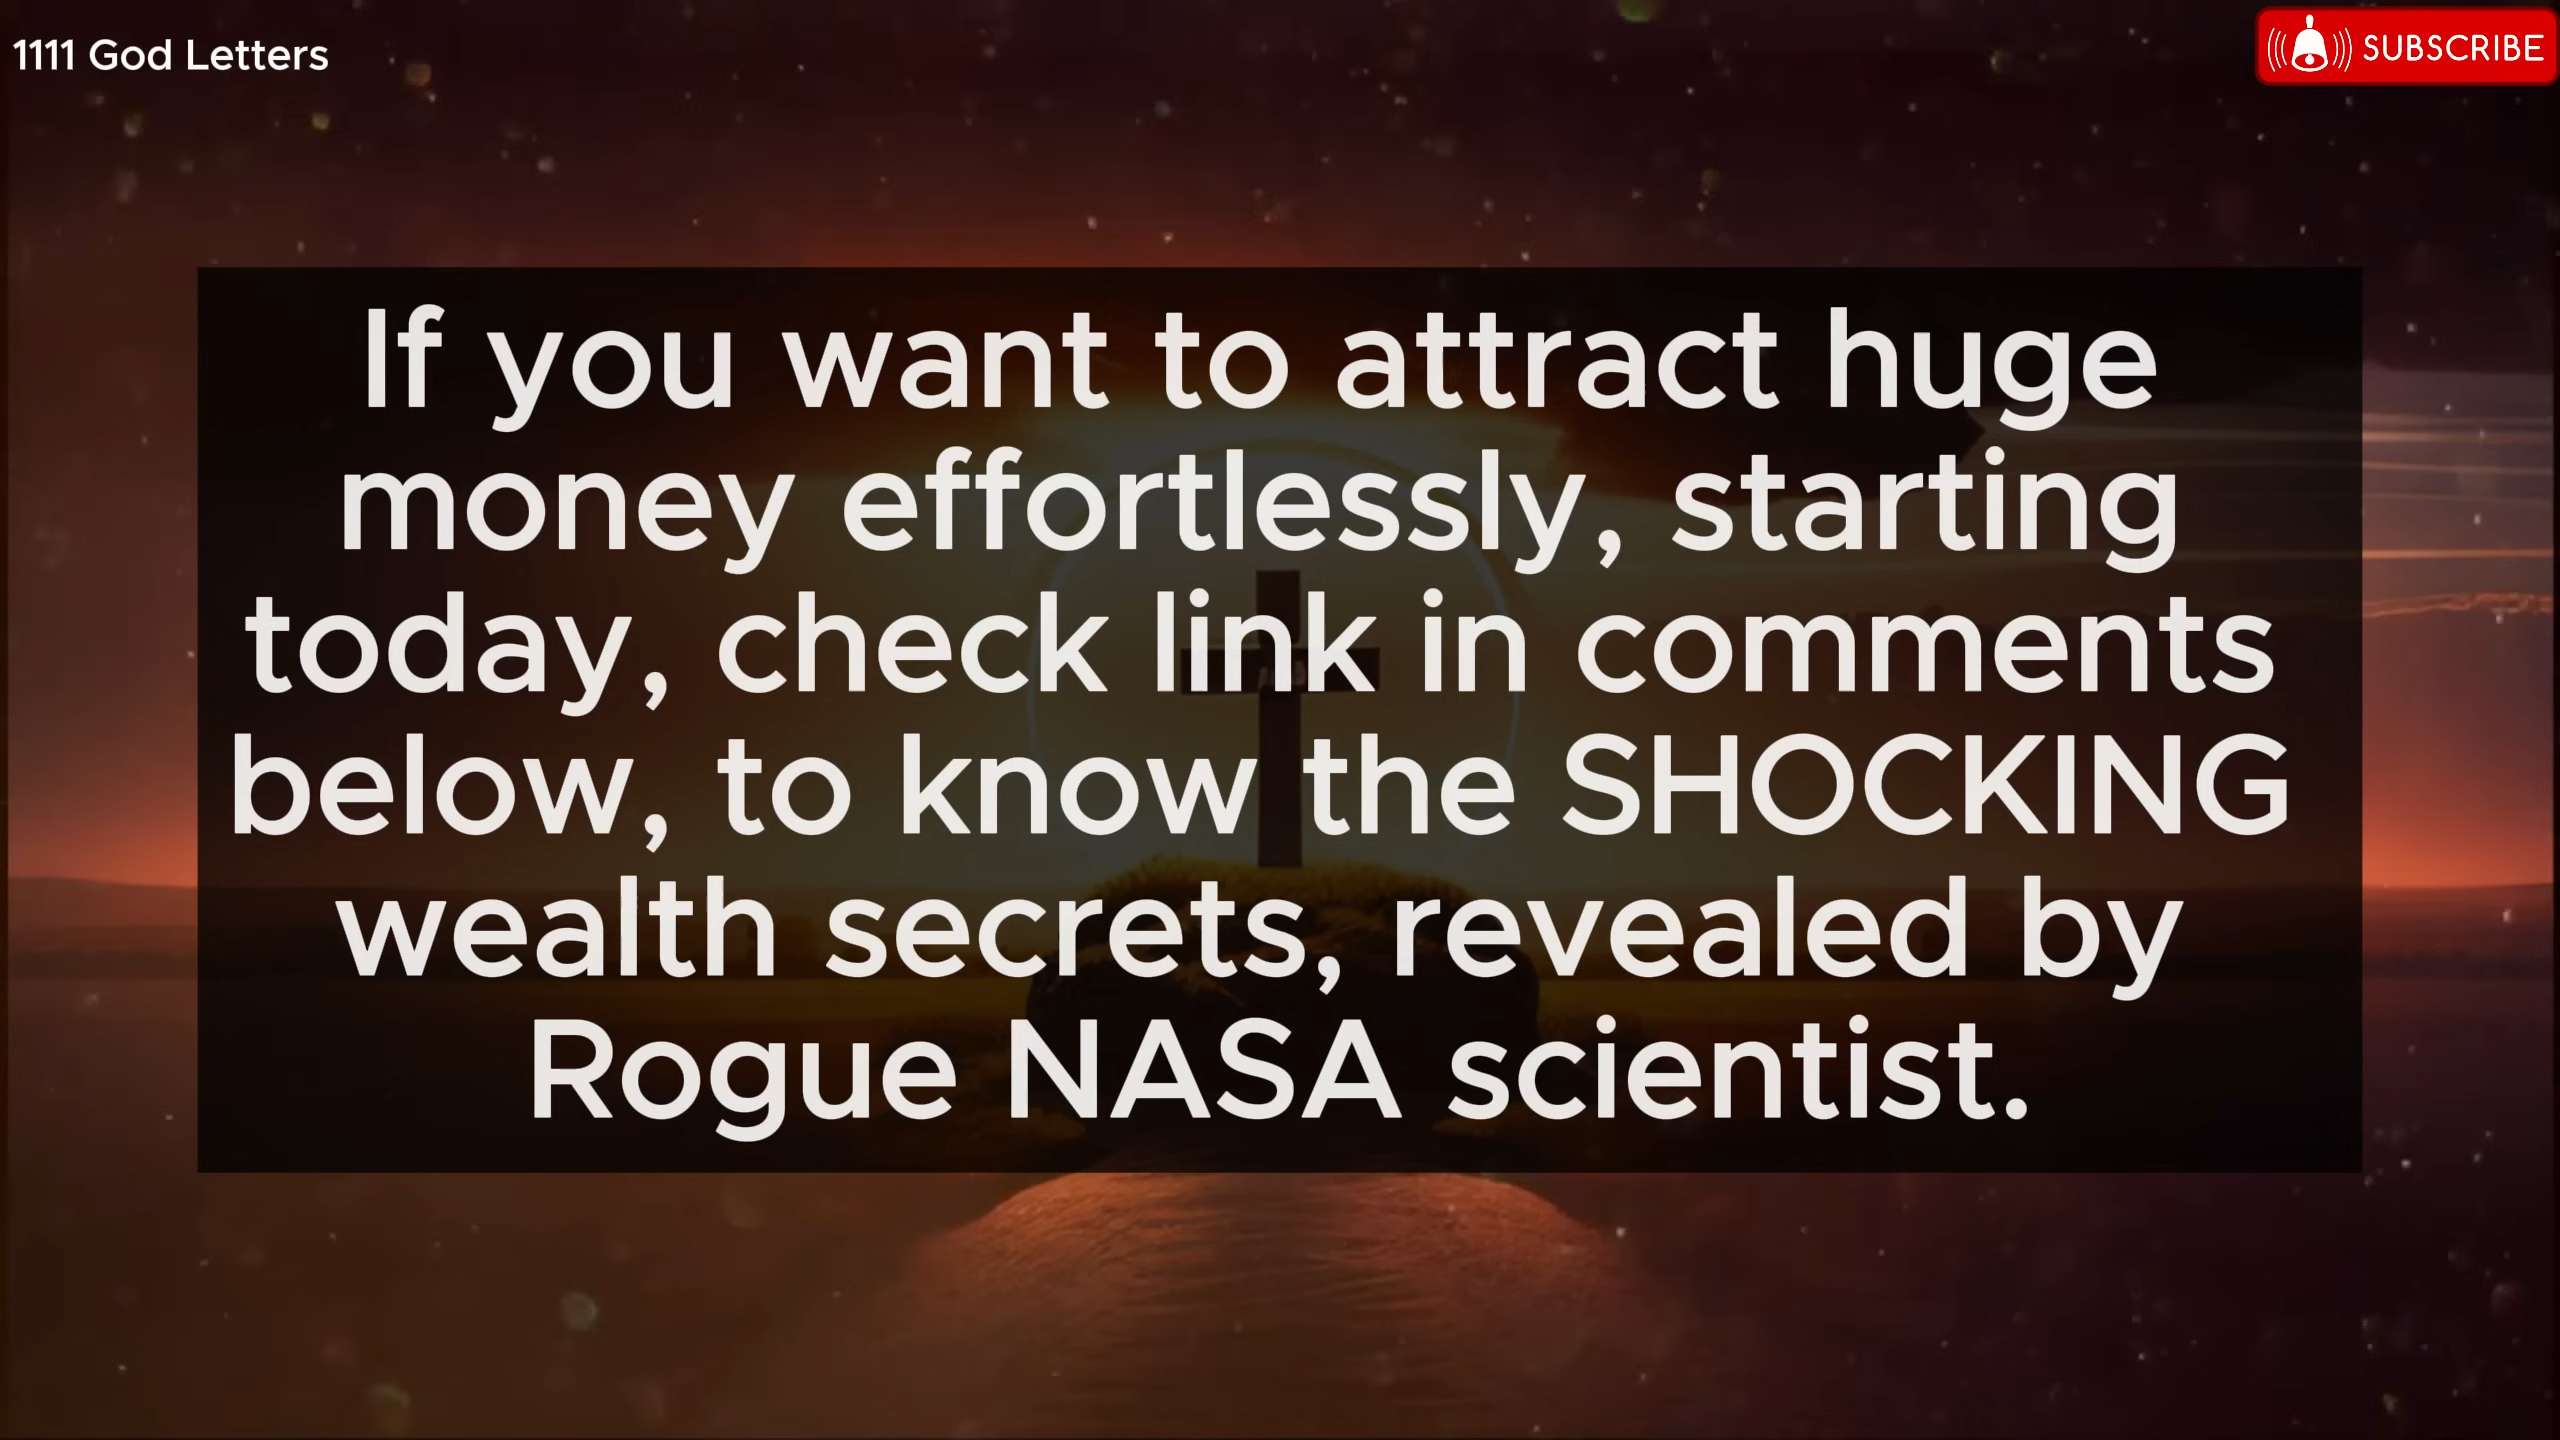 1111 God Letters
SUBSCRIBE
If you want to attract huge
money effortlessly, starting
today, check link in comments
below, to know the SHOCKING
wealth secrets, revealed by
Rogue NASA scientist.